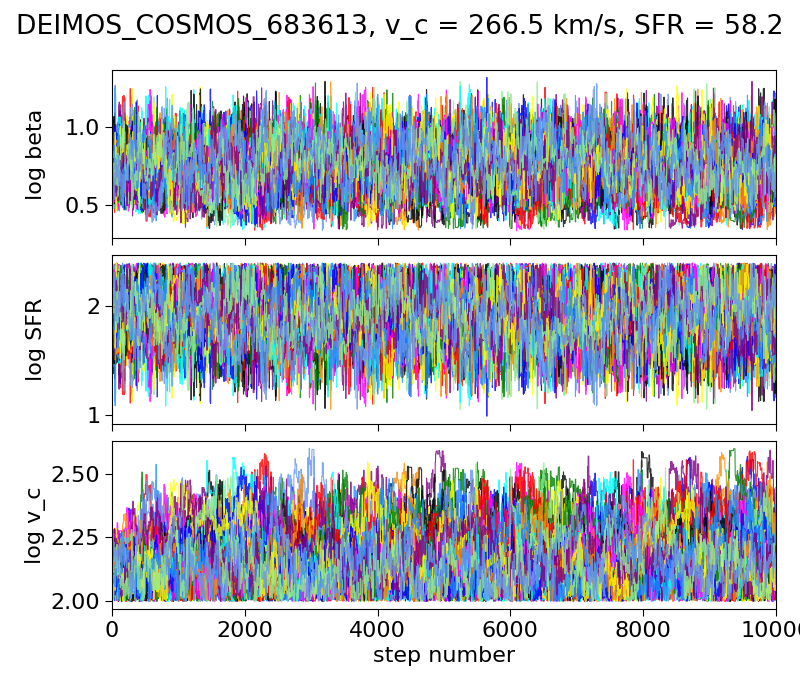 DEIMOS_COSMOS_683613, v_c = 266.5 km/s, SFR = 58.2
1.0
0.5
log beta
2
1
log SFR
2.50
2.25
2.00
log v_c
0 2000 4000 6000 8000 10000
step number